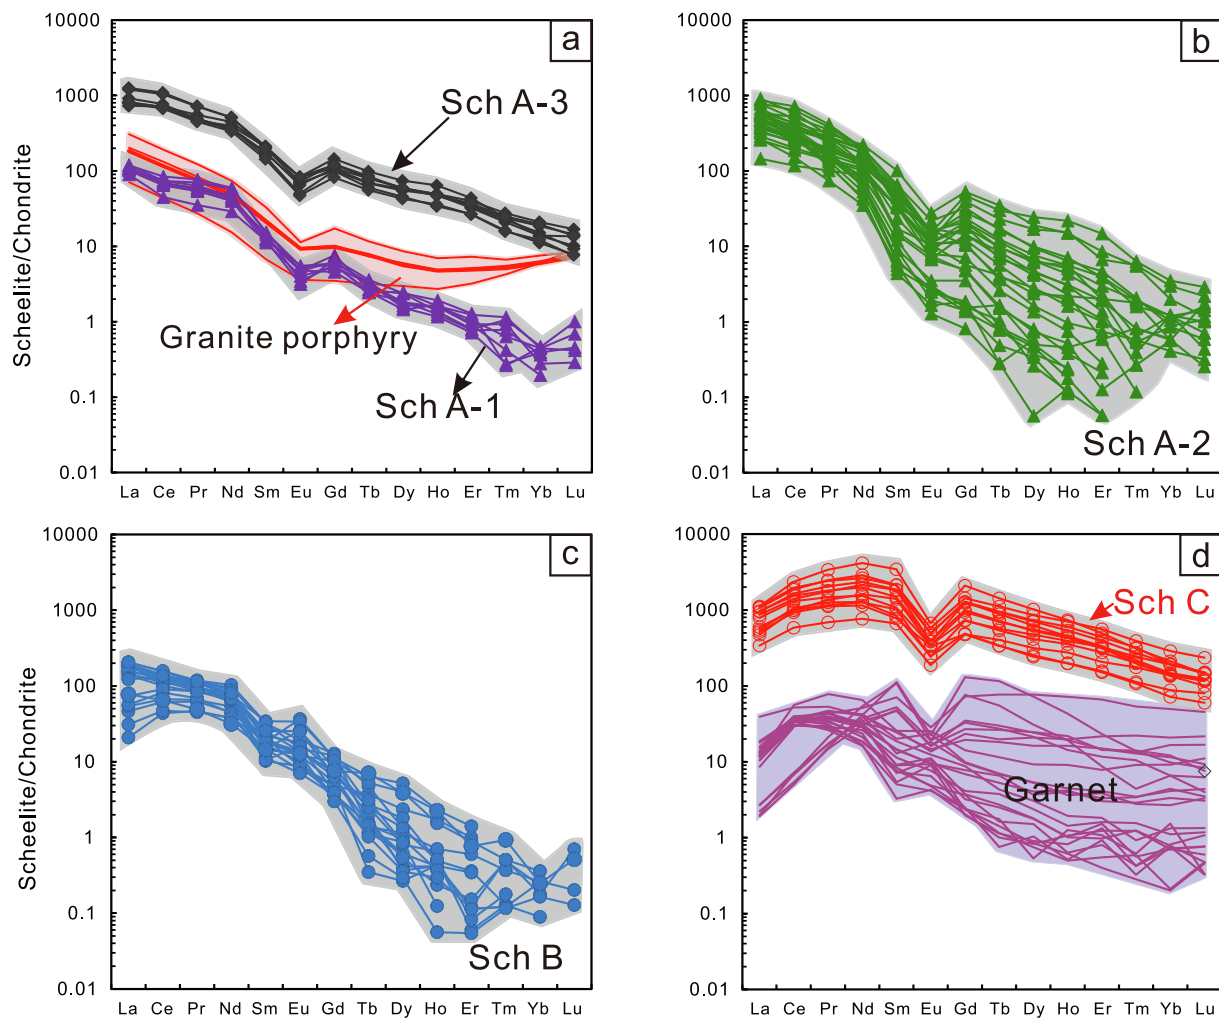 a
10000
1000
100
10
1
0.1
0.01
Scheelite/Chondrite
Sch A-3
Granite porphyry
Sch A-1
La Ce Pr Nd Sm Eu Gd Tb Dy Ho Er Tm Yb Lu
b
10000
1000
100
10
1
0.1
0.01
Sch A-2
La Ce Pr Nd Sm Eu Gd Tb Dy Ho Er Tm Yb Lu
c
10000
1000
100
10
1
0.1
0.01
Scheelite/Chondrite
Sch B
La Ce Pr Nd Sm Eu Gd Tb Dy Ho Er Tm Yb Lu
d
10000
1000
100
10
1
0.1
0.01
Sch C
Garnet
La Ce Pr Nd Sm Eu Gd Tb Dy Ho Er Tm Yb Lu